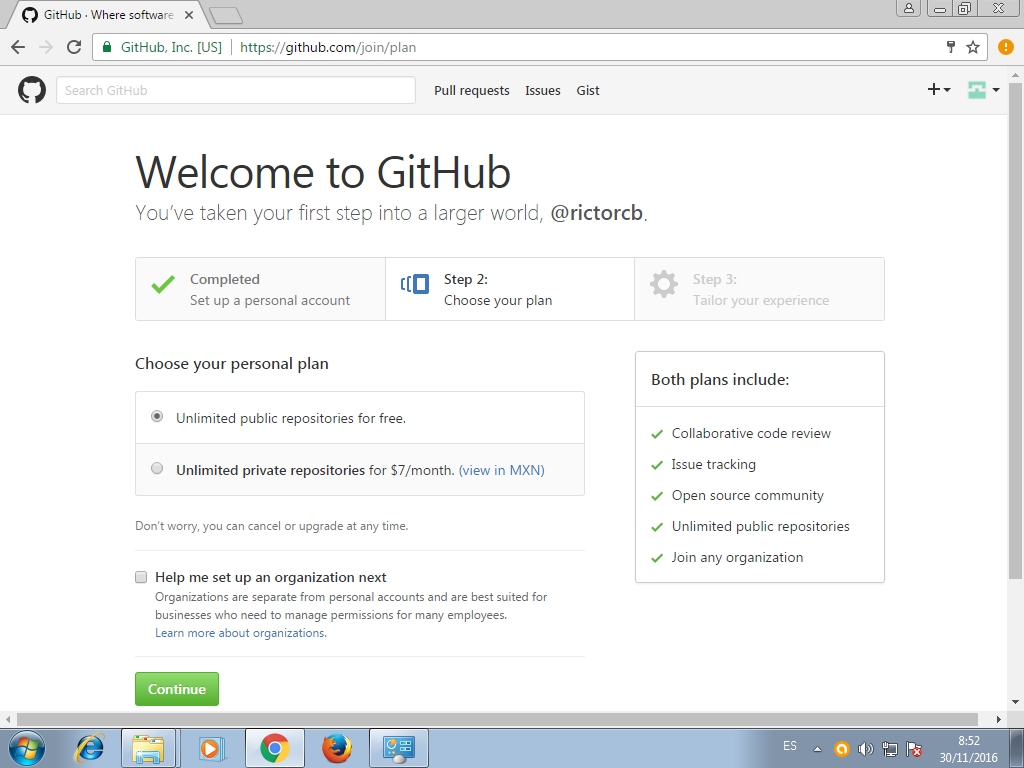 GitHub · Where software
GitHub, Inc. [US]
https://github.com/join/plan
Search GitHub
Pull requests
Issues
Gist
Welcome to GitHub
You've taken your first step into a larger world, @rictorcb.
Completed
Set up a personal account
Step 2:
Choose your plan
Step 3:
Tailor your experience
Choose your personal plan
Unlimited public repositories for free.
Unlimited private repositories for $7/month. (view in MXN)
Don't worry, you can cancel or upgrade at any time.
Help me set up an organization next
Organizations are separate from personal accounts and are best suited for
businesses who need to manage permissions for many employees.
Learn more about organizations.
Continue
Both plans include:
Collaborative code review
Issue tracking
Open source community
Unlimited public repositories
Join any organization
ES
8:52
30/11/2016